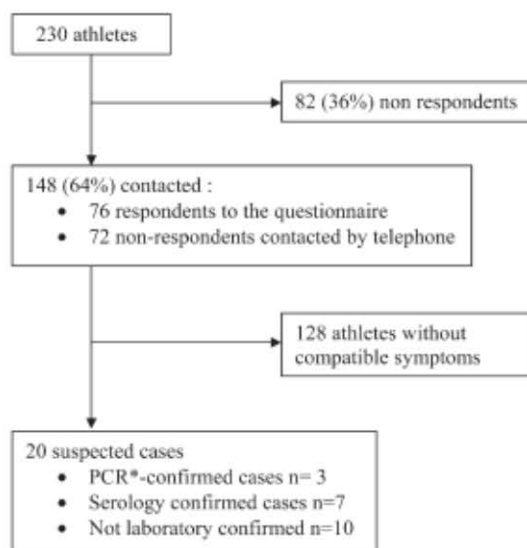 230 athletes
82 (36%) non respondents
148 (64%) contacted :
• 76 respondents to the questionnaire
• 72 non-respondents contacted by telephone
128 athletes without
compatible symptoms
20 suspected cases
• PCR*-confirmed cases n= 3
• Serology confirmed cases n=7
• Not laboratory confirmed n=10